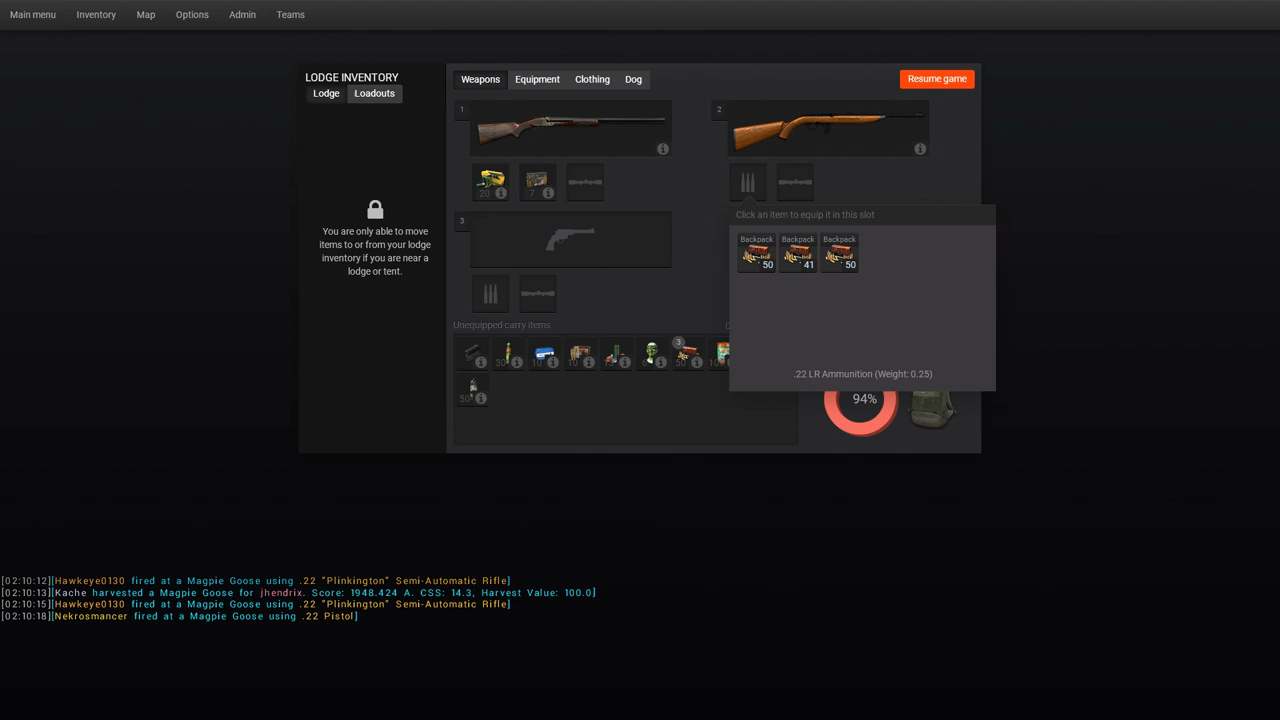 Main menu Inventory Map Options Admin Teams
LODGE INVENTORY
Lodge Loadouts
Weapons Equipment Clothing Dog
Resume game
1
2
20
7
You are only able to move
items to or from your lodge
inventory if you are near a
lodge or tent.
3
Click an item to equip it in this slot
Backpack Backpack Backpack
50 41 50
.22 LR Ammunition (Weight: 0.25)
Unequipped carry items
3
50
94%
[02:10:12][Hawkeye0130 fired at a Magpie Goose using .22 "Plinkington" Semi-Automatic Rifle]
[02:10:13][Kache harvested a Magpie Goose for jhendrix. Score: 1948.424 A. CSS: 14.3, Harvest Value: 100.0]
[02:10:15][Hawkeye0130 fired at a Magpie Goose using .22 "Plinkington" Semi-Automatic Rifle]
[02:10:18][Nekrosmancer fired at a Magpie Goose using .22 Pistol]